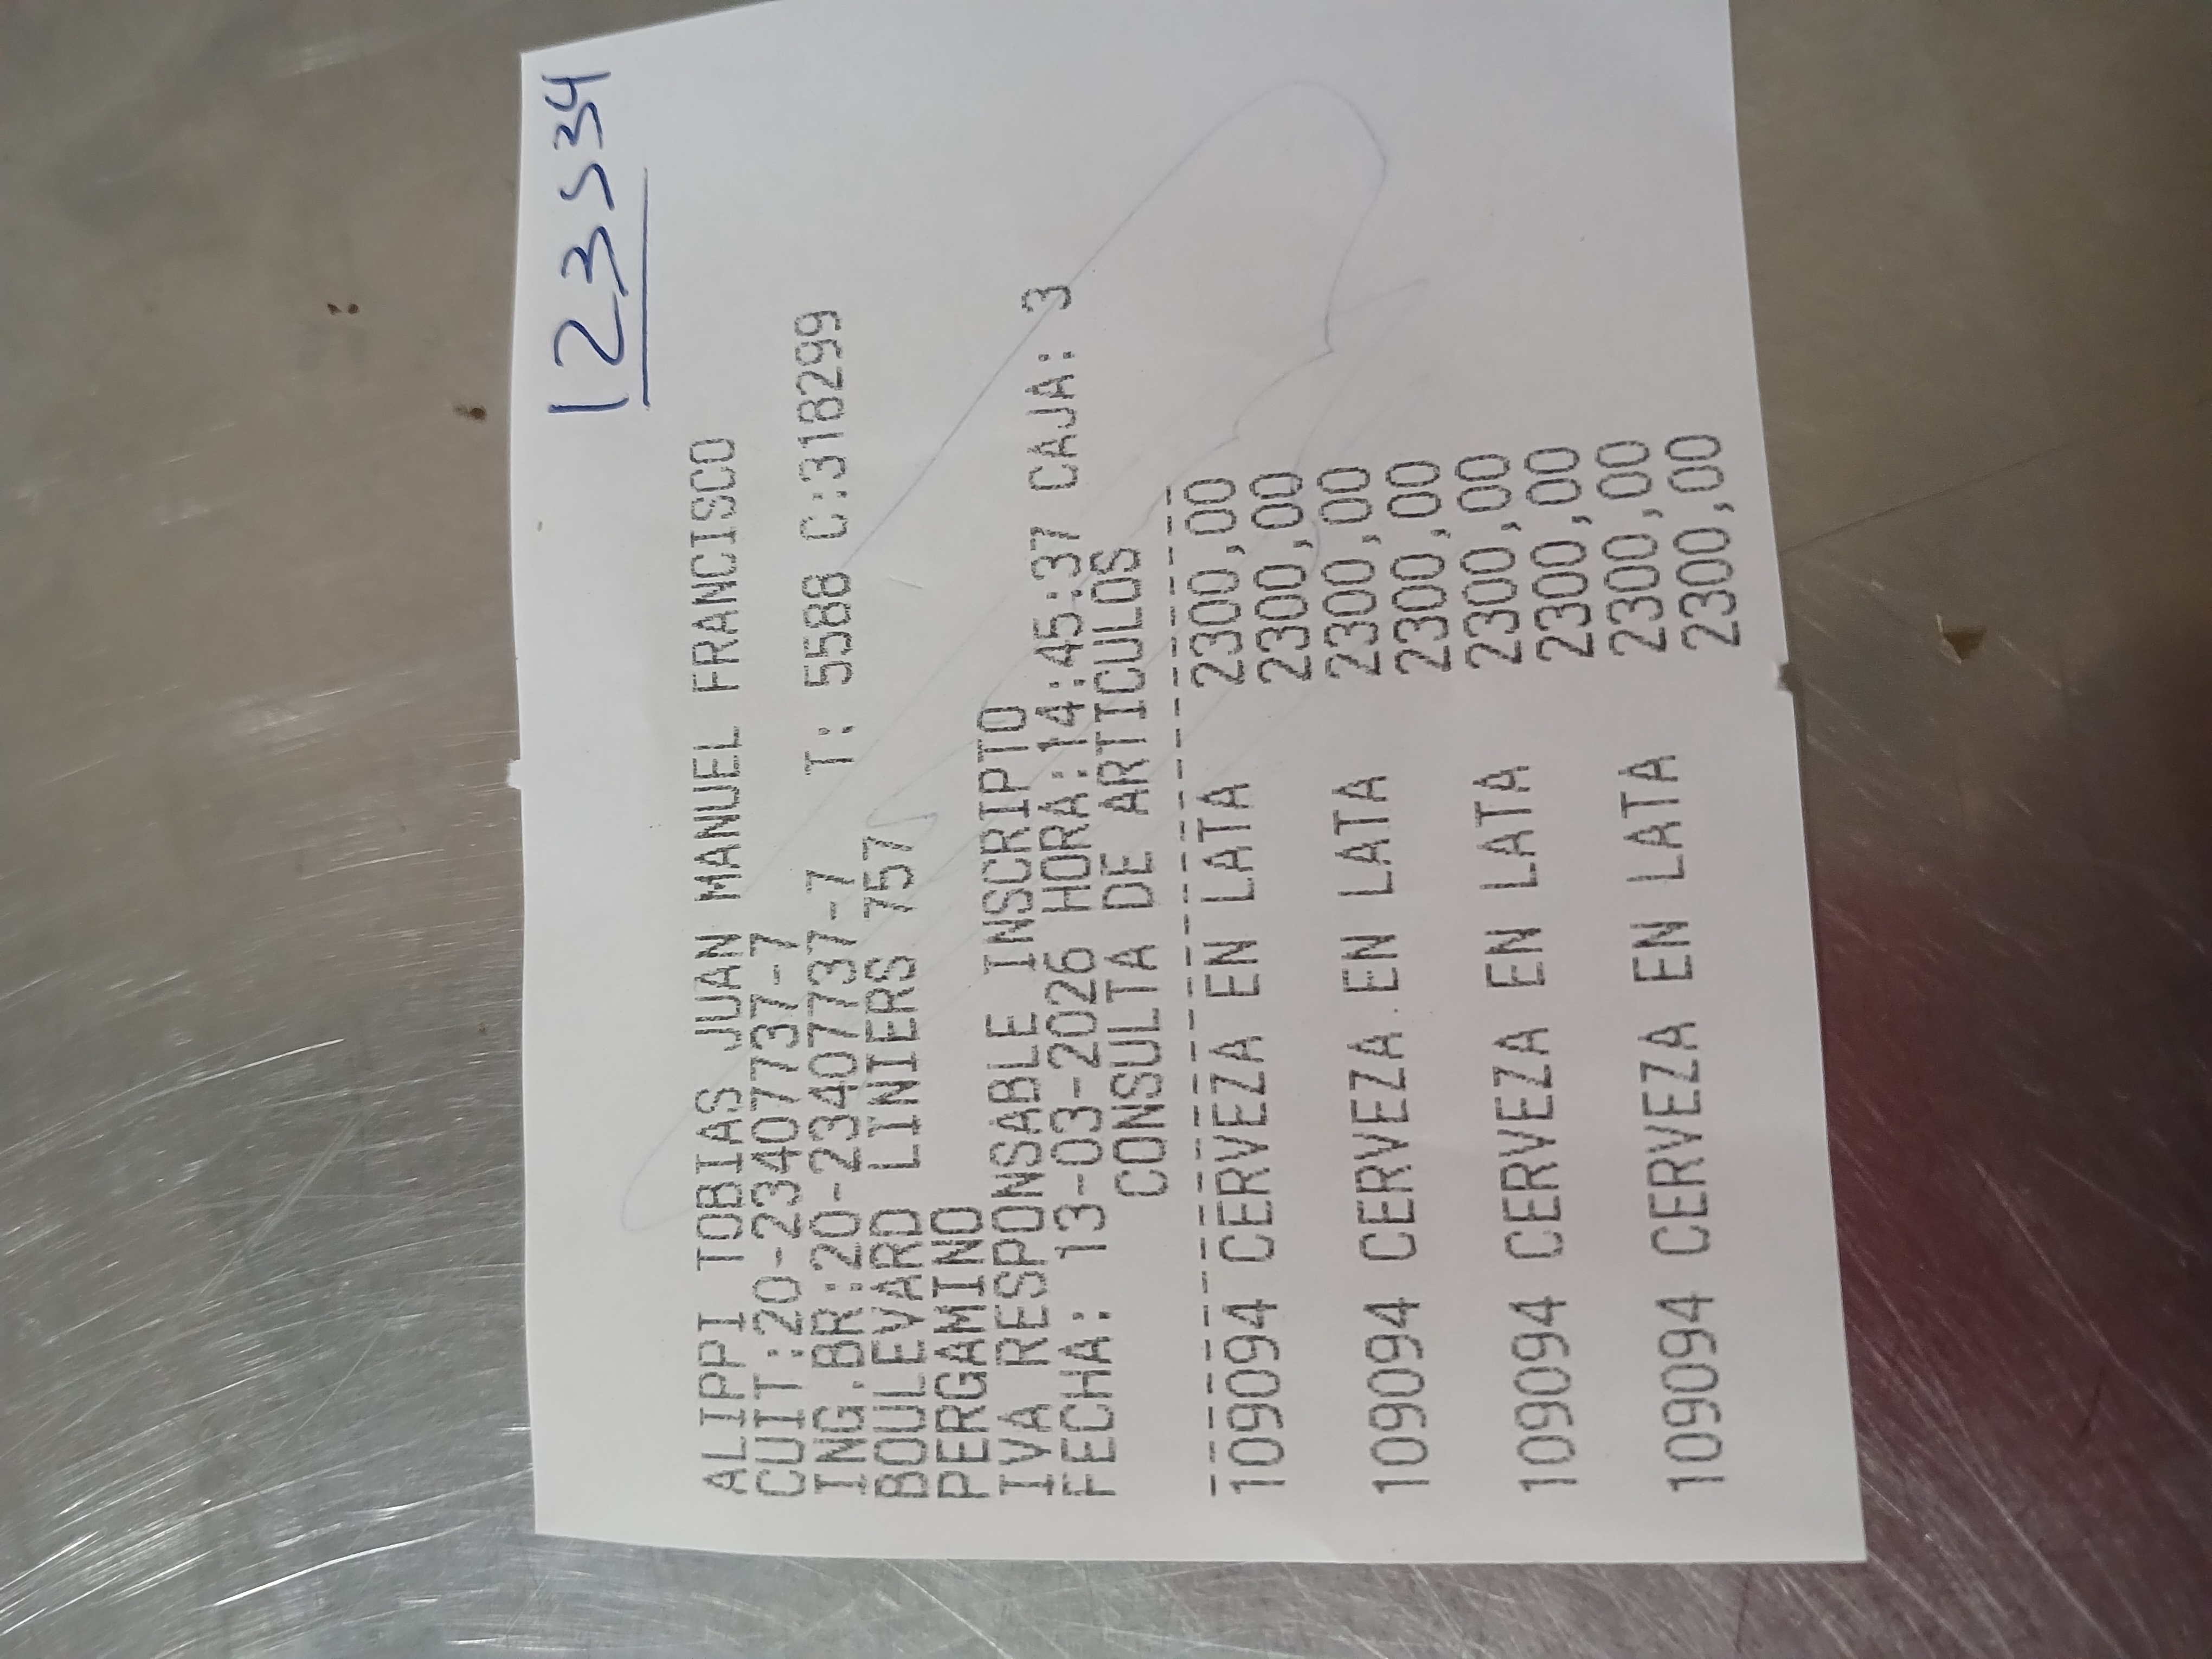 123534
ALIPPI TOBIAS JUAN MANUEL FRANCISCO
CUIT:20-23407737-7
ING.BR:20-23407737-7 T: 5588 C:318299
BOULEVARD LINIERS 757
PERGAMINO
IVA RESPONSABLE INSCRIPTO
FECHA: 13-03-2026 HORA:14:45:37 CAJA: 3
CONSULTA DE ARTICULOS
109094 CERVEZA EN LATA 2300,00
2300,00
109094 CERVEZA EN LATA 2300,00
2300,00
109094 CERVEZA EN LATA 2300,00
2300,00
109094 CERVEZA EN LATA 2300,00
2300,00